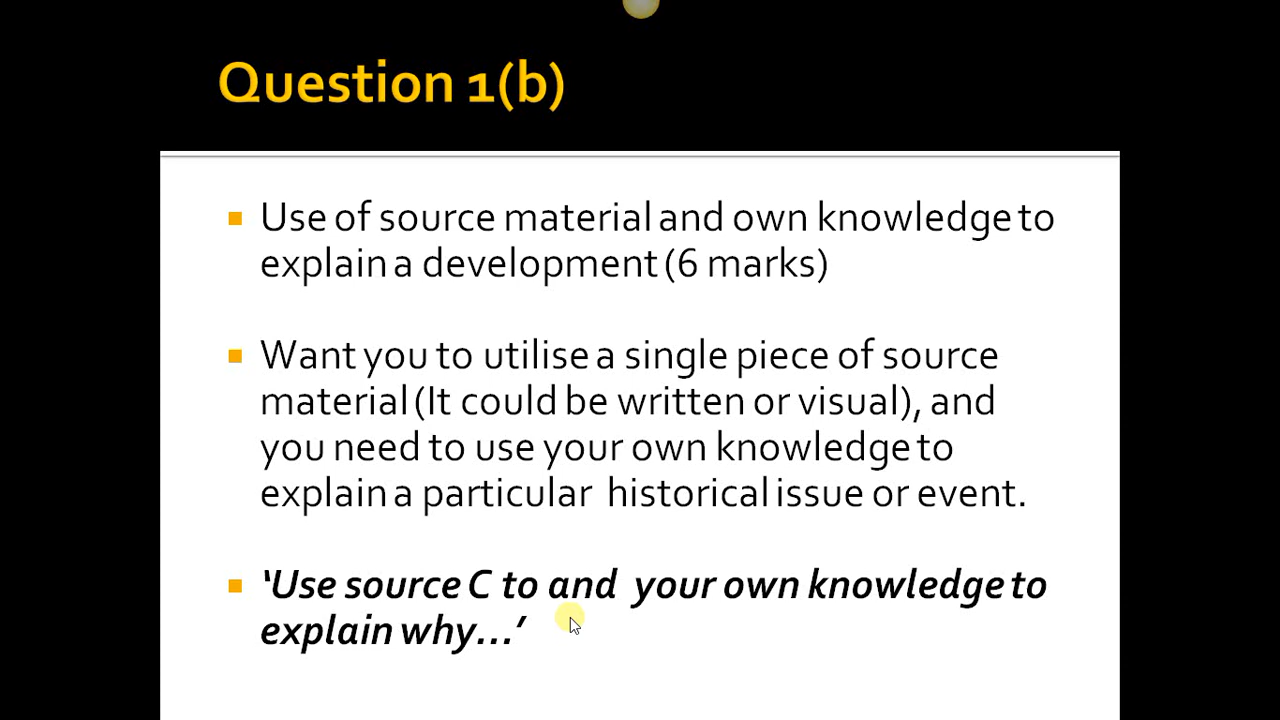 Question 1(b)
Use of source material and own knowledge to
explain a development (6 marks)
Want you to utilise a single piece of source
material (It could be written or visual), and
you need to use your own knowledge to
explain a particular historical issue or event.
‘Use source C to and your own knowledge to
explain why...’